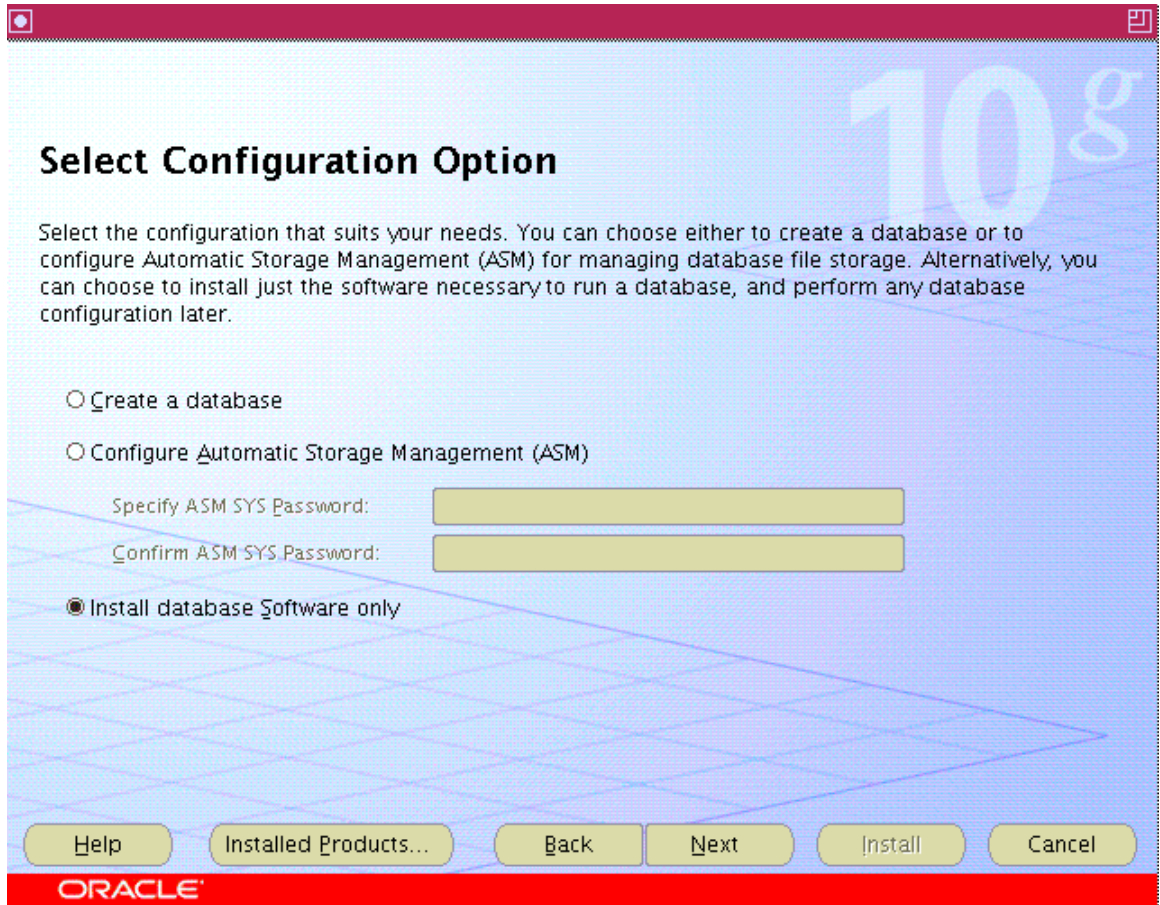 10g
Select Configuration Option
Select the configuration that suits your needs. You can choose either to create a database or to
configure Automatic Storage Management (ASM) for managing database file storage. Alternatively, you
can choose to install just the software necessary to run a database, and perform any database
configuration later.
Create a database
Configure Automatic Storage Management (ASM)
Specify ASM SYS Password:
Confirm ASM SYS Password:
Install database Software only
Help Installed Products... Back Next Install Cancel
ORACLE